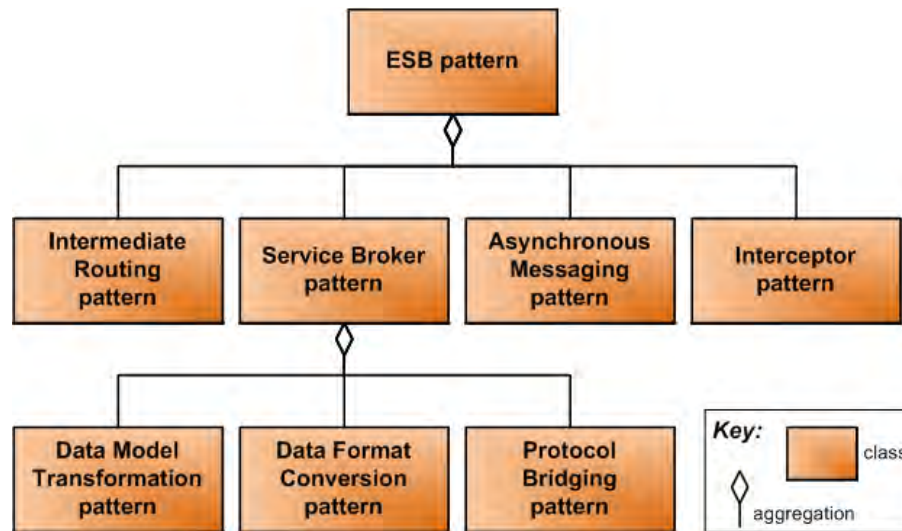 ESB pattern
Intermediate
Routing
pattern
Service Broker
pattern
Asynchronous
Messaging
pattern
Interceptor
pattern
Data Model
Transformation
pattern
Data Format
Conversion
pattern
Protocol
Bridging
pattern
Key:
class
aggregation